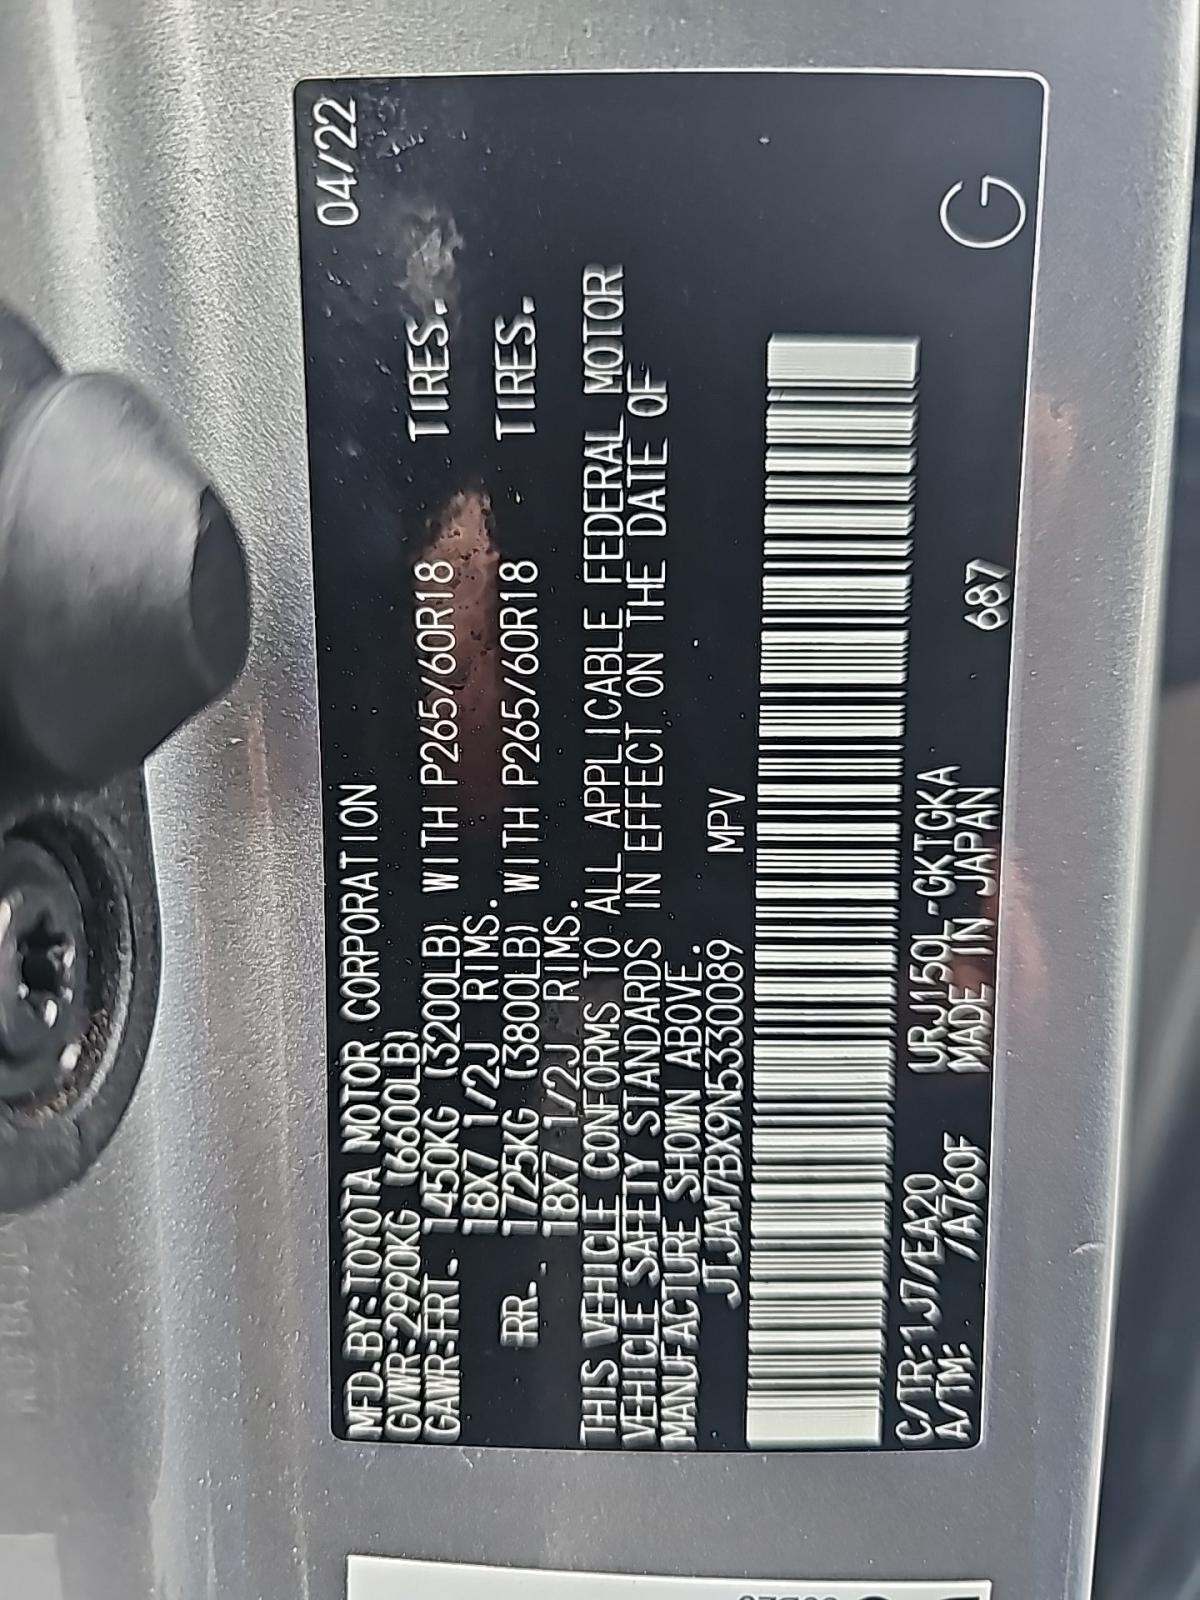 MFD.BY:TOYOTA MOTOR CORPORATION 04/22
GVWR:2990KG (6600LB)
GAWR:FRT. 1450KG (3200LB) WITH P265/60R18 TIRES.
18X7 1/2J RIMS.
RR. 1725KG (3800LB) WITH P265/60R18 TIRES.
18X7 1/2J RIMS.
THIS VEHICLE CONFORMS TO ALL APPLICABLE FEDERAL MOTOR
VEHICLE SAFETY STANDARDS IN EFFECT ON THE DATE OF
MANUFACTURE SHOWN ABOVE.
JTJAM7BX9N5330089 MPV
C/TR:1J7/EA20 URJ150L-GKTGKA
A/TM: /A760F MADE IN JAPAN 687
G